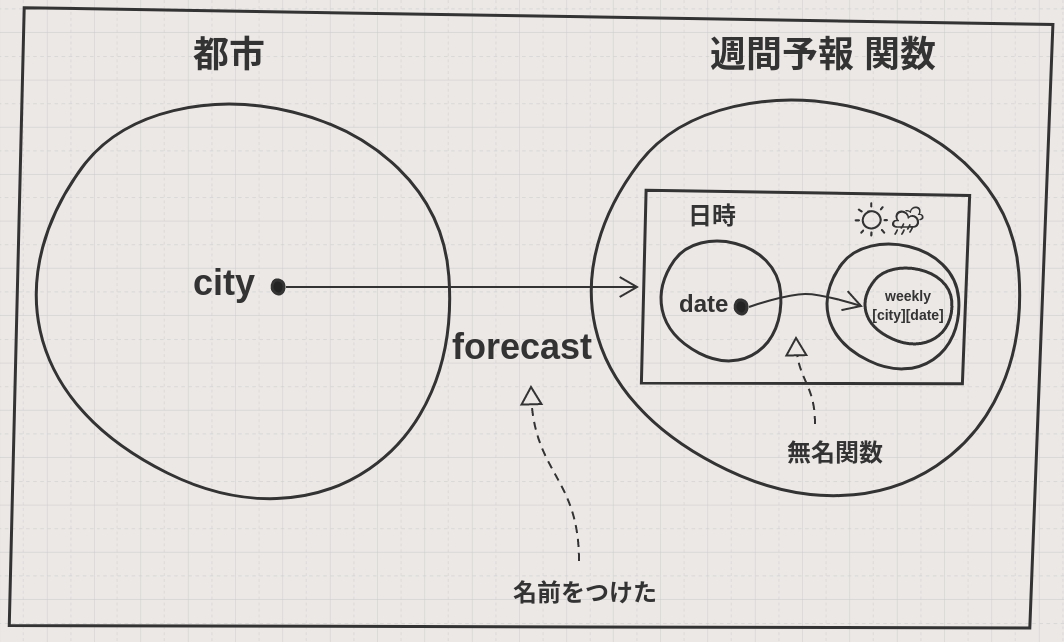 都市
週間予報 関数
日時
city
date
weekly
[city][date]
forecast
無名関数
名前をつけた